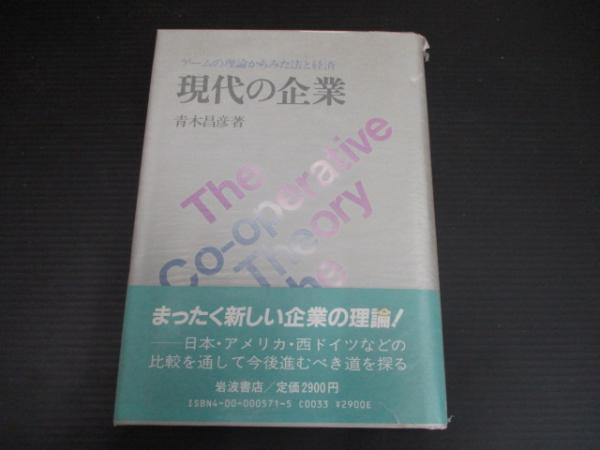 ゲームの理論からみた法と経済
現代の企業
青木昌彦著
The
Co-operative
Theory
the
まったく新しい企業の理論!
──日本・アメリカ・西ドイツなどの
比較を通して今後進むべき道を探る
岩波書店/定価2900円
ISBN4-00-000571-5 C0033 ¥2900E